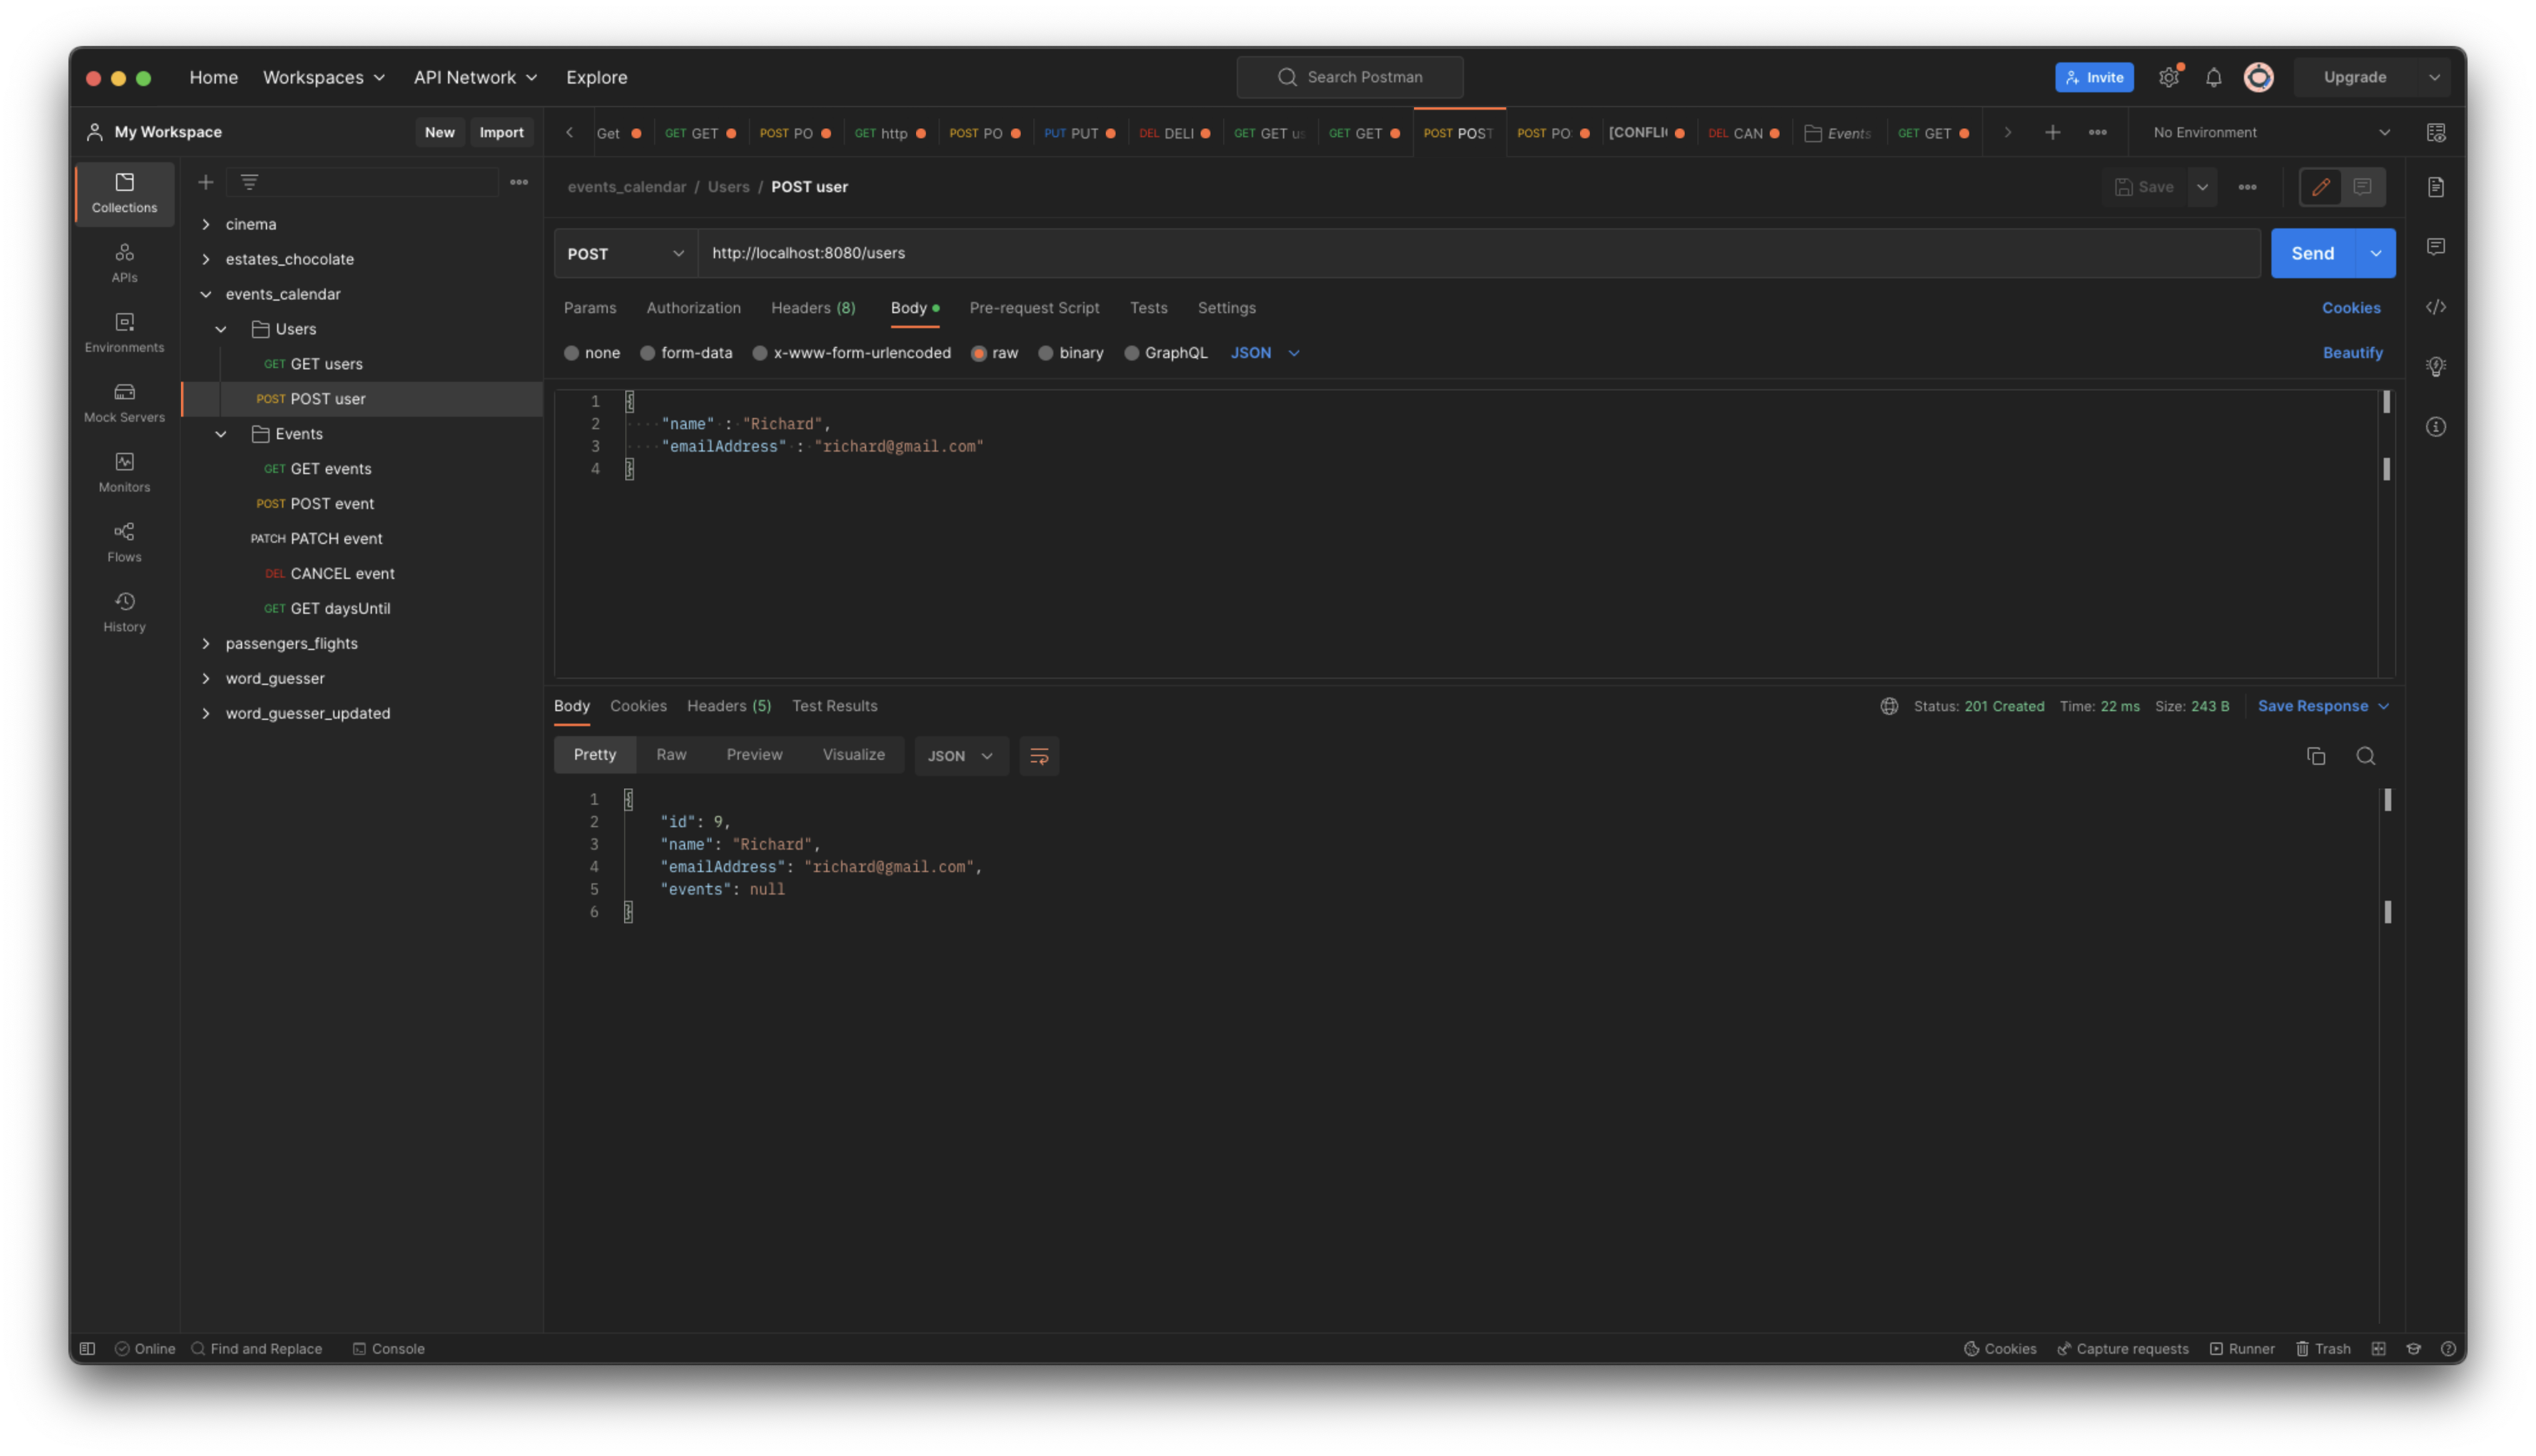 Home Workspaces API Network Explore Search Postman Invite Upgrade
My Workspace New Import
Get GET GET POST PO GET http POST PO PUT PUT DEL DELI GET GET us GET GET POST POST POST PO [CONFLI DEL CAN Events GET GET No Environment
Collections
APIs
Environments
Mock Servers
Monitors
Flows
History
cinema
estates_chocolate
events_calendar
Users
GET GET users
POST POST user
Events
GET GET events
POST POST event
PATCH PATCH event
DEL CANCEL event
GET GET daysUntil
passengers_flights
word_guesser
word_guesser_updated
events_calendar / Users / POST user Save
POST http://localhost:8080/users Send
Params Authorization Headers (8) Body Pre-request Script Tests Settings Cookies
none form-data x-www-form-urlencoded raw binary GraphQL JSON Beautify
1 {
2 "name" : "Richard",
3 "emailAddress" : "richard@gmail.com"
4 }
Body Cookies Headers (5) Test Results Status: 201 Created Time: 22 ms Size: 243 B Save Response
Pretty Raw Preview Visualize JSON
1 {
2 "id": 9,
3 "name": "Richard",
4 "emailAddress": "richard@gmail.com",
5 "events": null
6 }
Online Find and Replace Console Cookies Capture requests Runner Trash